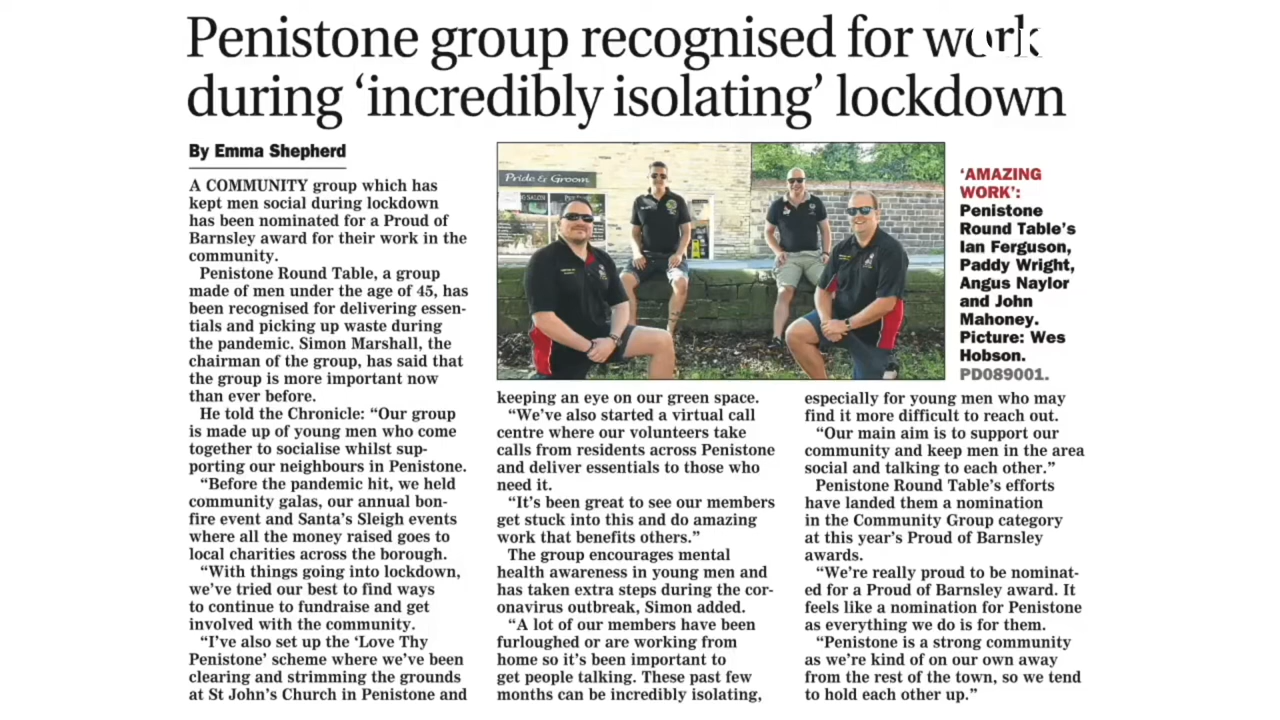 Penistone group recognised for work
during ‘incredibly isolating’ lockdown
By Emma Shepherd
A COMMUNITY group which has
kept men social during lockdown
has been nominated for a Proud of
Barnsley award for their work in the
community.
Penistone Round Table, a group
made of men under the age of 45, has
been recognised for delivering essen-
tials and picking up waste during
the pandemic. Simon Marshall, the
chairman of the group, has said that
the group is more important now
than ever before.
He told the Chronicle: “Our group
is made up of young men who come
together to socialise whilst sup-
porting our neighbours in Penistone.
“Before the pandemic hit, we held
community galas, our annual bon-
fire event and Santa’s Sleigh events
where all the money raised goes to
local charities across the borough.
“With things going into lockdown,
we’ve tried our best to find ways
to continue to fundraise and get
involved with the community.
“I’ve also set up the ‘Love Thy
Penistone’ scheme where we’ve been
clearing and strimming the grounds
at St John’s Church in Penistone and
Pride & Groom
‘AMAZING
WORK’:
Penistone
Round Table’s
Ian Ferguson,
Paddy Wright,
Angus Naylor
and John
Mahoney.
Picture: Wes
Hobson.
PD089001.
keeping an eye on our green space.
“We’ve also started a virtual call
centre where our volunteers take
calls from residents across Penistone
and deliver essentials to those who
need it.
“It’s been great to see our members
get stuck into this and do amazing
work that benefits others.”
The group encourages mental
health awareness in young men and
has taken extra steps during the cor-
onavirus outbreak, Simon added.
“A lot of our members have been
furloughed or are working from
home so it’s been important to
get people talking. These past few
months can be incredibly isolating,
especially for young men who may
find it more difficult to reach out.
“Our main aim is to support our
community and keep men in the area
social and talking to each other.”
Penistone Round Table’s efforts
have landed them a nomination
in the Community Group category
at this year’s Proud of Barnsley
awards.
“We’re really proud to be nominat-
ed for a Proud of Barnsley award. It
feels like a nomination for Penistone
as everything we do is for them.
“Penistone is a strong community
as we’re kind of on our own away
from the rest of the town, so we tend
to hold each other up.”